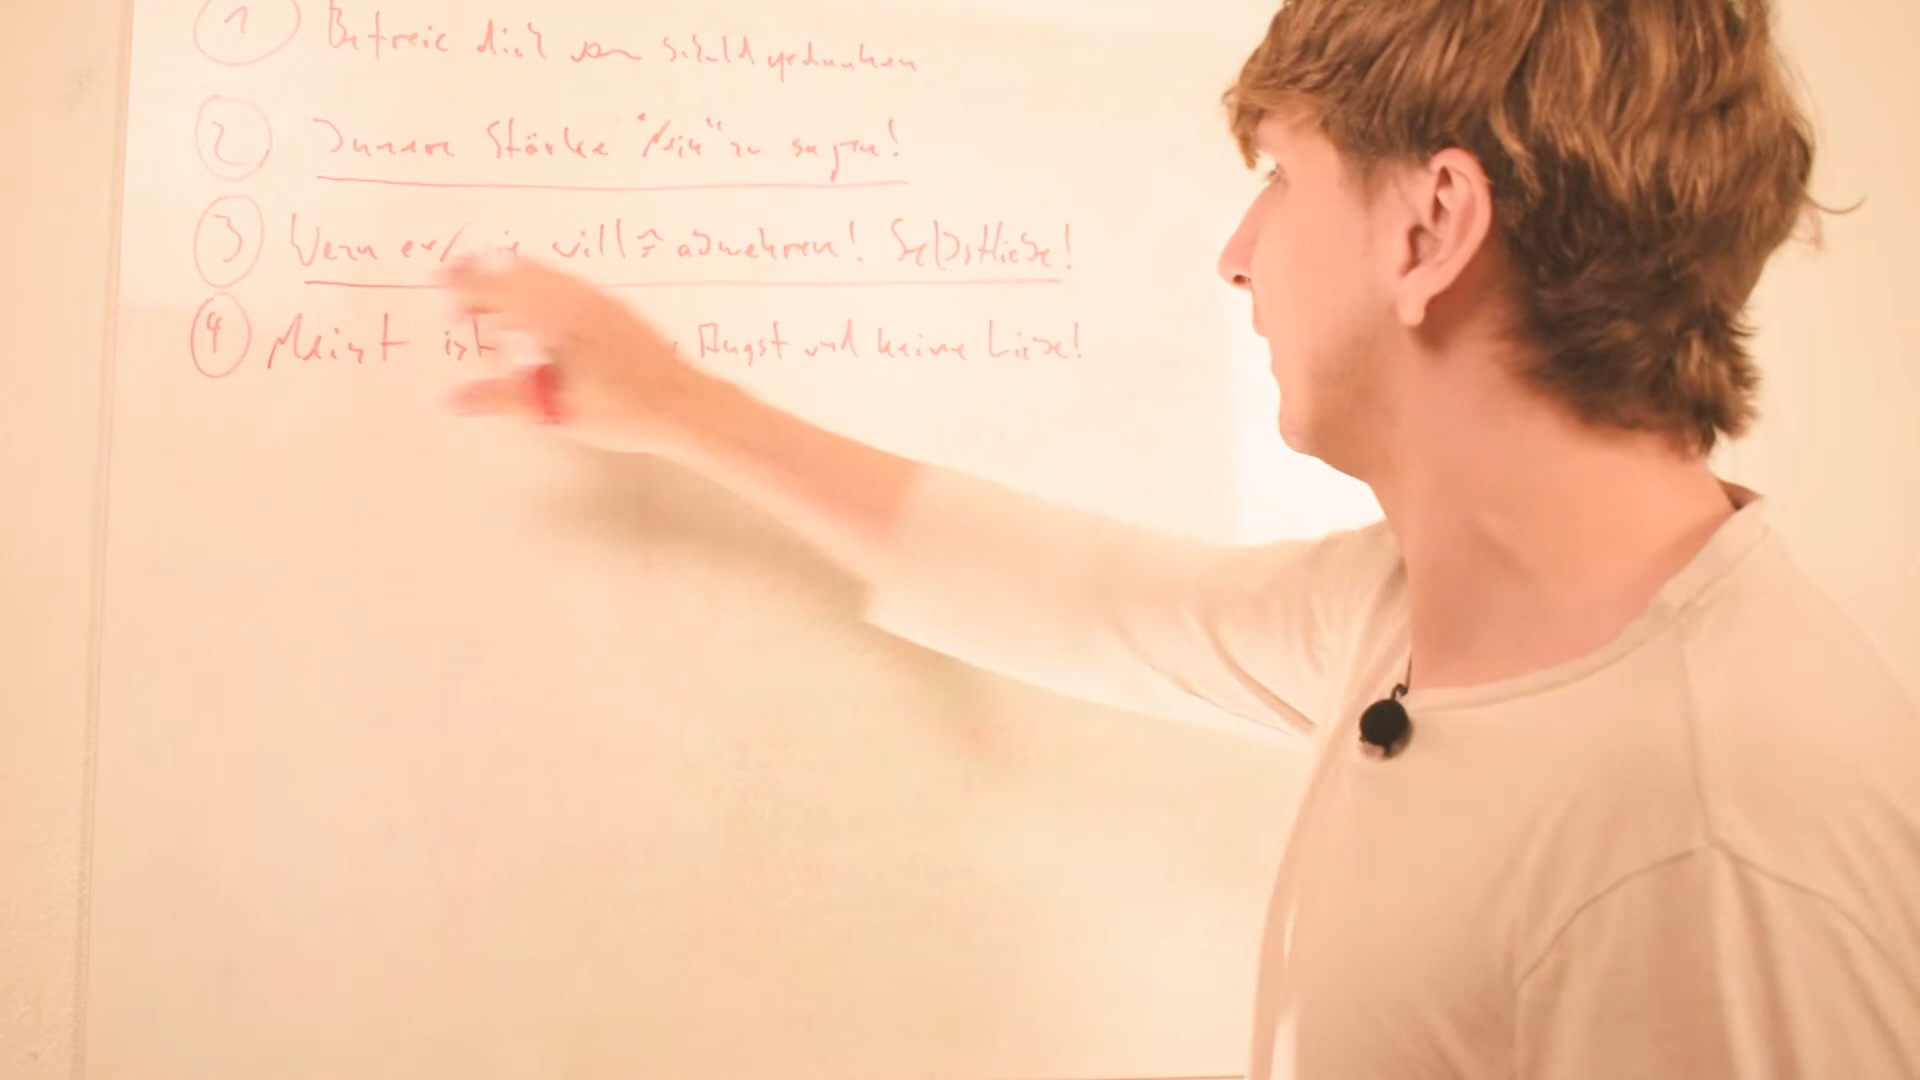 1 Befreie dich von Schuldgedanken
2 Innere Stärke "Nein" zu sagen!
3 Wenn er/sie will abwehren! Selbstliebe!
4 Meist ist Angst und keine Liebe!